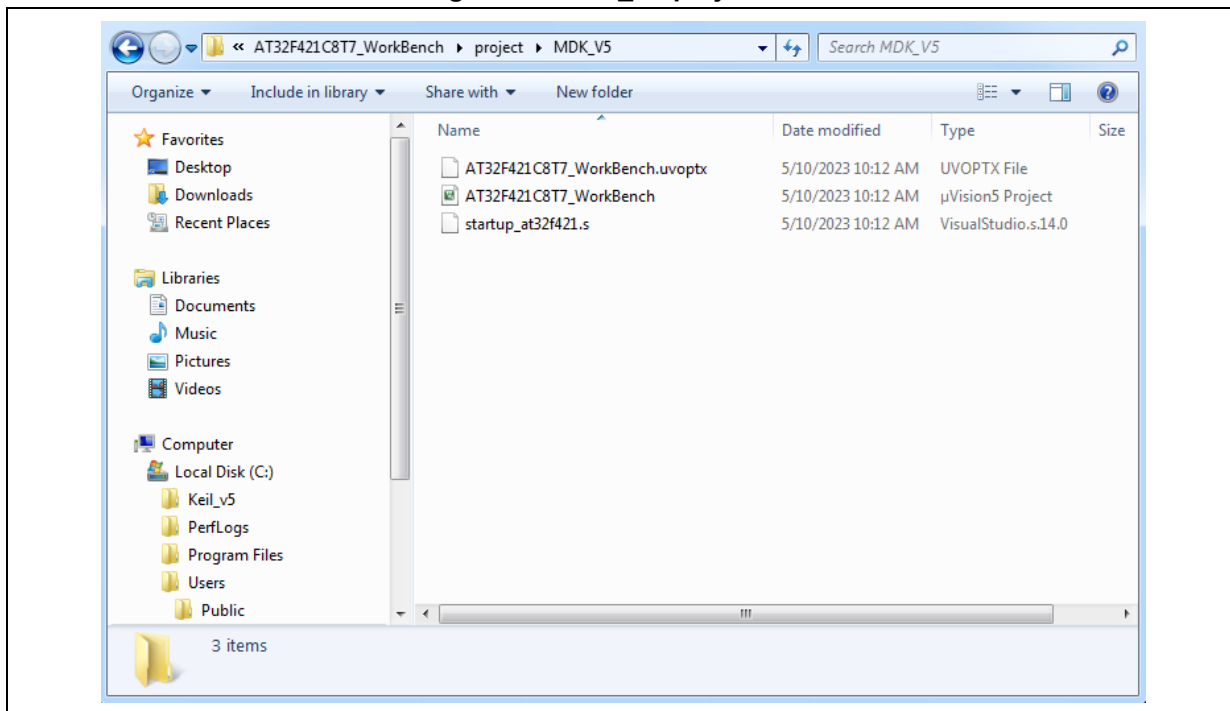 « AT32F421C8T7_WorkBench ▸ project ▸ MDK_V5
Search MDK_V5
Organize ▾ Include in library ▾ Share with ▾ New folder
Name Date modified Type Size
Favorites
Desktop
Downloads
Recent Places
Libraries
Documents
Music
Pictures
Videos
Computer
Local Disk (C:)
Keil_v5
PerfLogs
Program Files
Users
Public
AT32F421C8T7_WorkBench.uvoptx 5/10/2023 10:12 AM UVOPTX File
AT32F421C8T7_WorkBench 5/10/2023 10:12 AM µVision5 Project
startup_at32f421.s 5/10/2023 10:12 AM VisualStudio.s.14.0
3 items